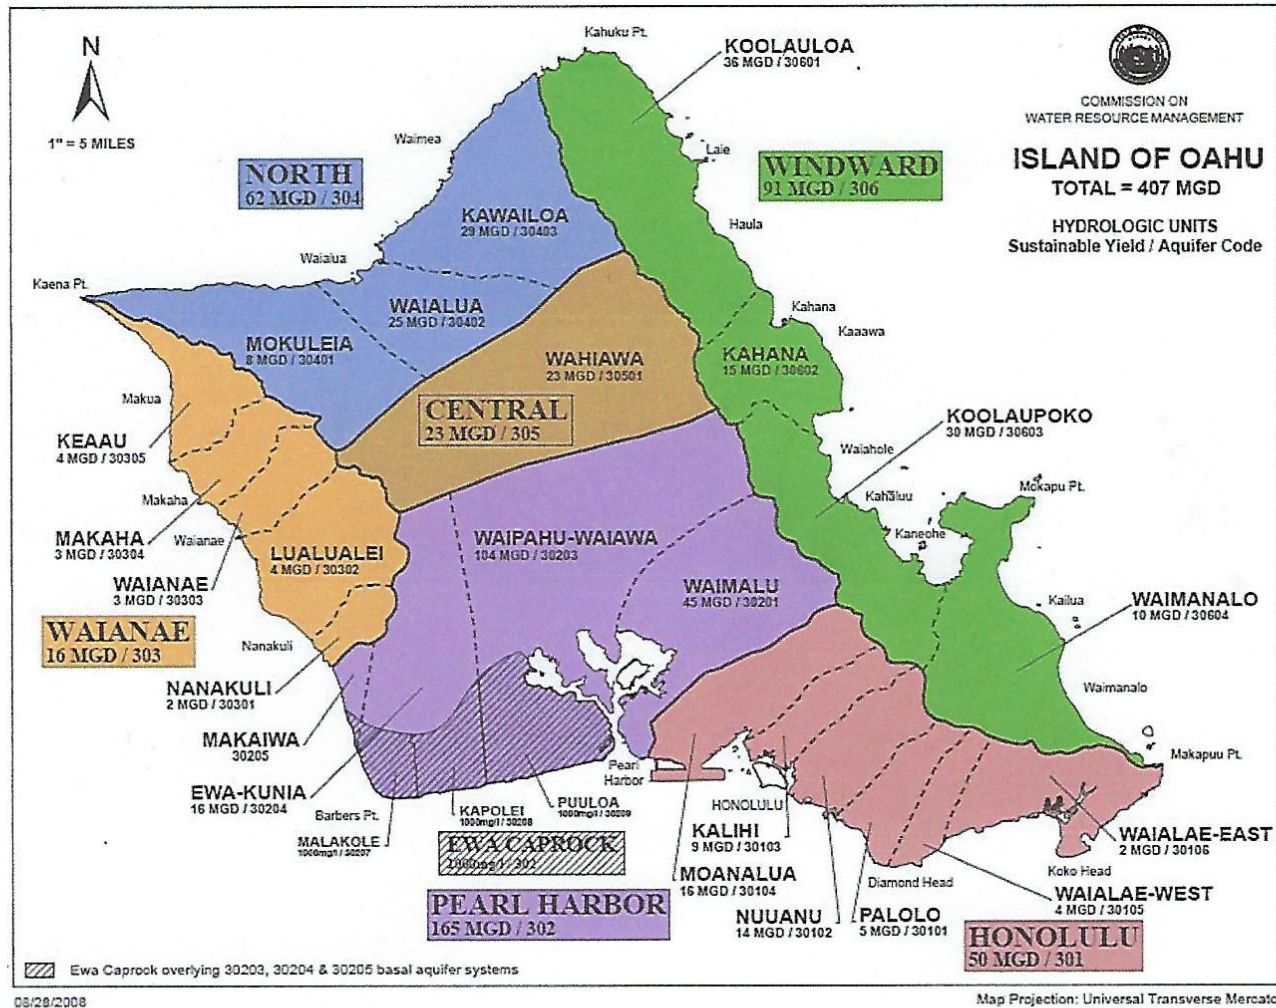 Kahuku Pt.
N
1" = 5 MILES
KOOLAULOA
36 MGD / 30601
COMMISSION ON
WATER RESOURCE MANAGEMENT
ISLAND OF OAHU
TOTAL = 407 MGD
HYDROLOGIC UNITS
Sustainable Yield / Aquifer Code
Waimea
Laie
NORTH
62 MGD / 304
WINDWARD
91 MGD / 306
KAWAILOA
29 MGD / 30403
Haula
Waialua
Kaena Pt.
WAIALUA
25 MGD / 30402
Kahana
Kaaawa
MOKULEIA
8 MGD / 30401
WAHIAWA
23 MGD / 30501
KAHANA
15 MGD / 30602
Makua
CENTRAL
23 MGD / 305
KOOLAUPOKO
30 MGD / 30603
KEAAU
4 MGD / 30305
Waiahole
Makaha
Kahaluu
Mokapu Pt.
MAKAHA
3 MGD / 30304
Waianae
Kaneohe
WAIPAHU-WAIAWA
104 MGD / 30203
LUALUALEI
4 MGD / 30302
WAIANAE
3 MGD / 30303
WAIMALU
45 MGD / 30201
Kailua
WAIMANALO
10 MGD / 30604
WAIANAE
16 MGD / 303
Nanakuli
NANAKULI
2 MGD / 30301
Waimanalo
MAKAIWA
30205
Makapuu Pt.
Pearl
Harbor
EWA-KUNIA
16 MGD / 30204
Barbers Pt.
KAPOLEI
1000mg/l / 30208
PUULOA
1000mg/l / 30209
MALAKOLE
1000mg/l / 30207
HONOLULU
KALIHI
9 MGD / 30103
WAIALAE-EAST
2 MGD / 30106
EWA CAPROCK
1000mg/l / 302
MOANALUA
16 MGD / 30104
Diamond Head
Koko Head
WAIALAE-WEST
4 MGD / 30105
PEARL HARBOR
165 MGD / 302
NUUANU
14 MGD / 30102
PALOLO
5 MGD / 30101
HONOLULU
50 MGD / 301
Ewa Caprock overlying 30203, 30204 & 30205 basal aquifer systems
08/28/2008
Map Projection: Universal Transverse Mercato